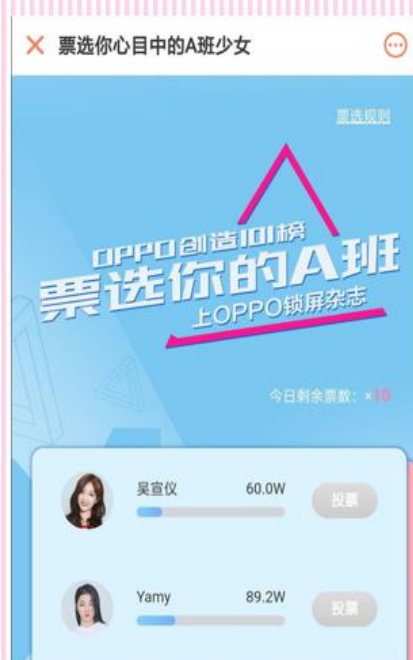 票选你心目中的A班少女
票选规则
OPPO创造101榜
票选你的A班
上OPPO锁屏杂志
今日剩余票数：×10
吴宣仪 60.0W 投票
Yamy 89.2W 投票